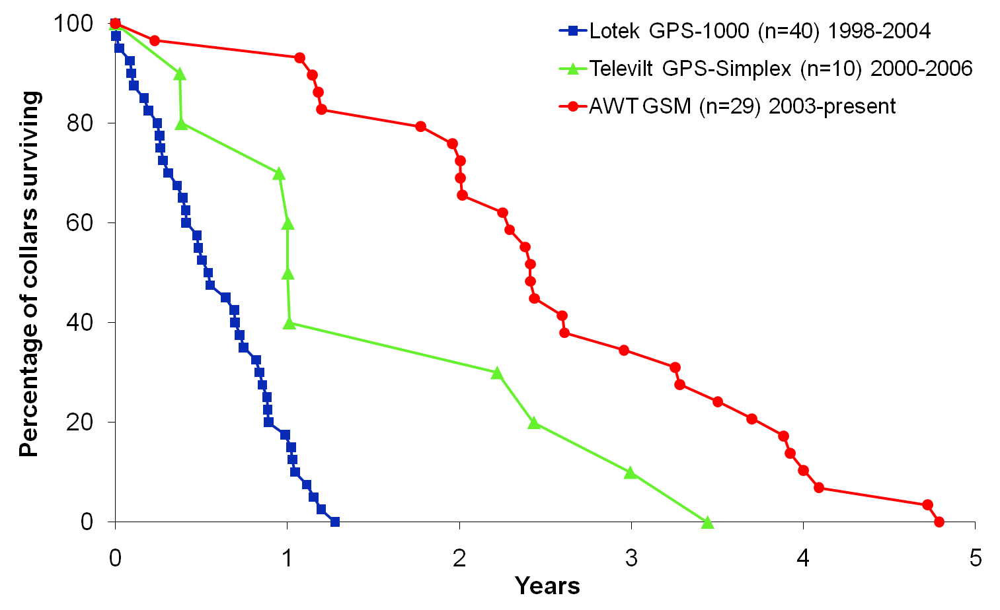 Lotek GPS-1000 (n=40) 1998-2004
Televilt GPS-Simplex (n=10) 2000-2006
AWT GSM (n=29) 2003-present
Percentage of collars surviving
100
80
60
40
20
0
0 1 2 3 4 5
Years